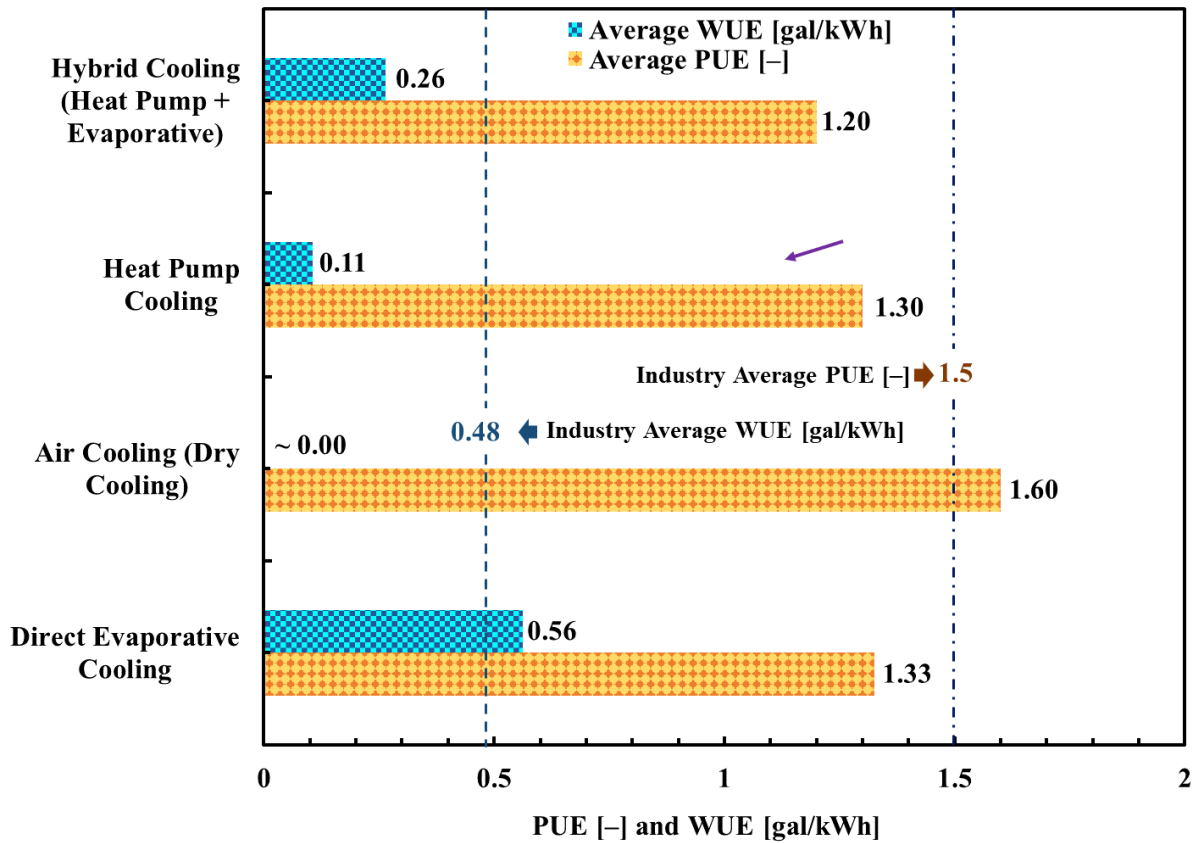 Average WUE [gal/kWh]
Average PUE [–]
Hybrid Cooling
(Heat Pump +
Evaporative)
0.26
1.20
Heat Pump
Cooling
0.11
1.30
Industry Average PUE [–]
1.5
0.48
Industry Average WUE [gal/kWh]
Air Cooling (Dry
Cooling)
~ 0.00
1.60
Direct Evaporative
Cooling
0.56
1.33
0
0.5
1
1.5
2
PUE [–] and WUE [gal/kWh]